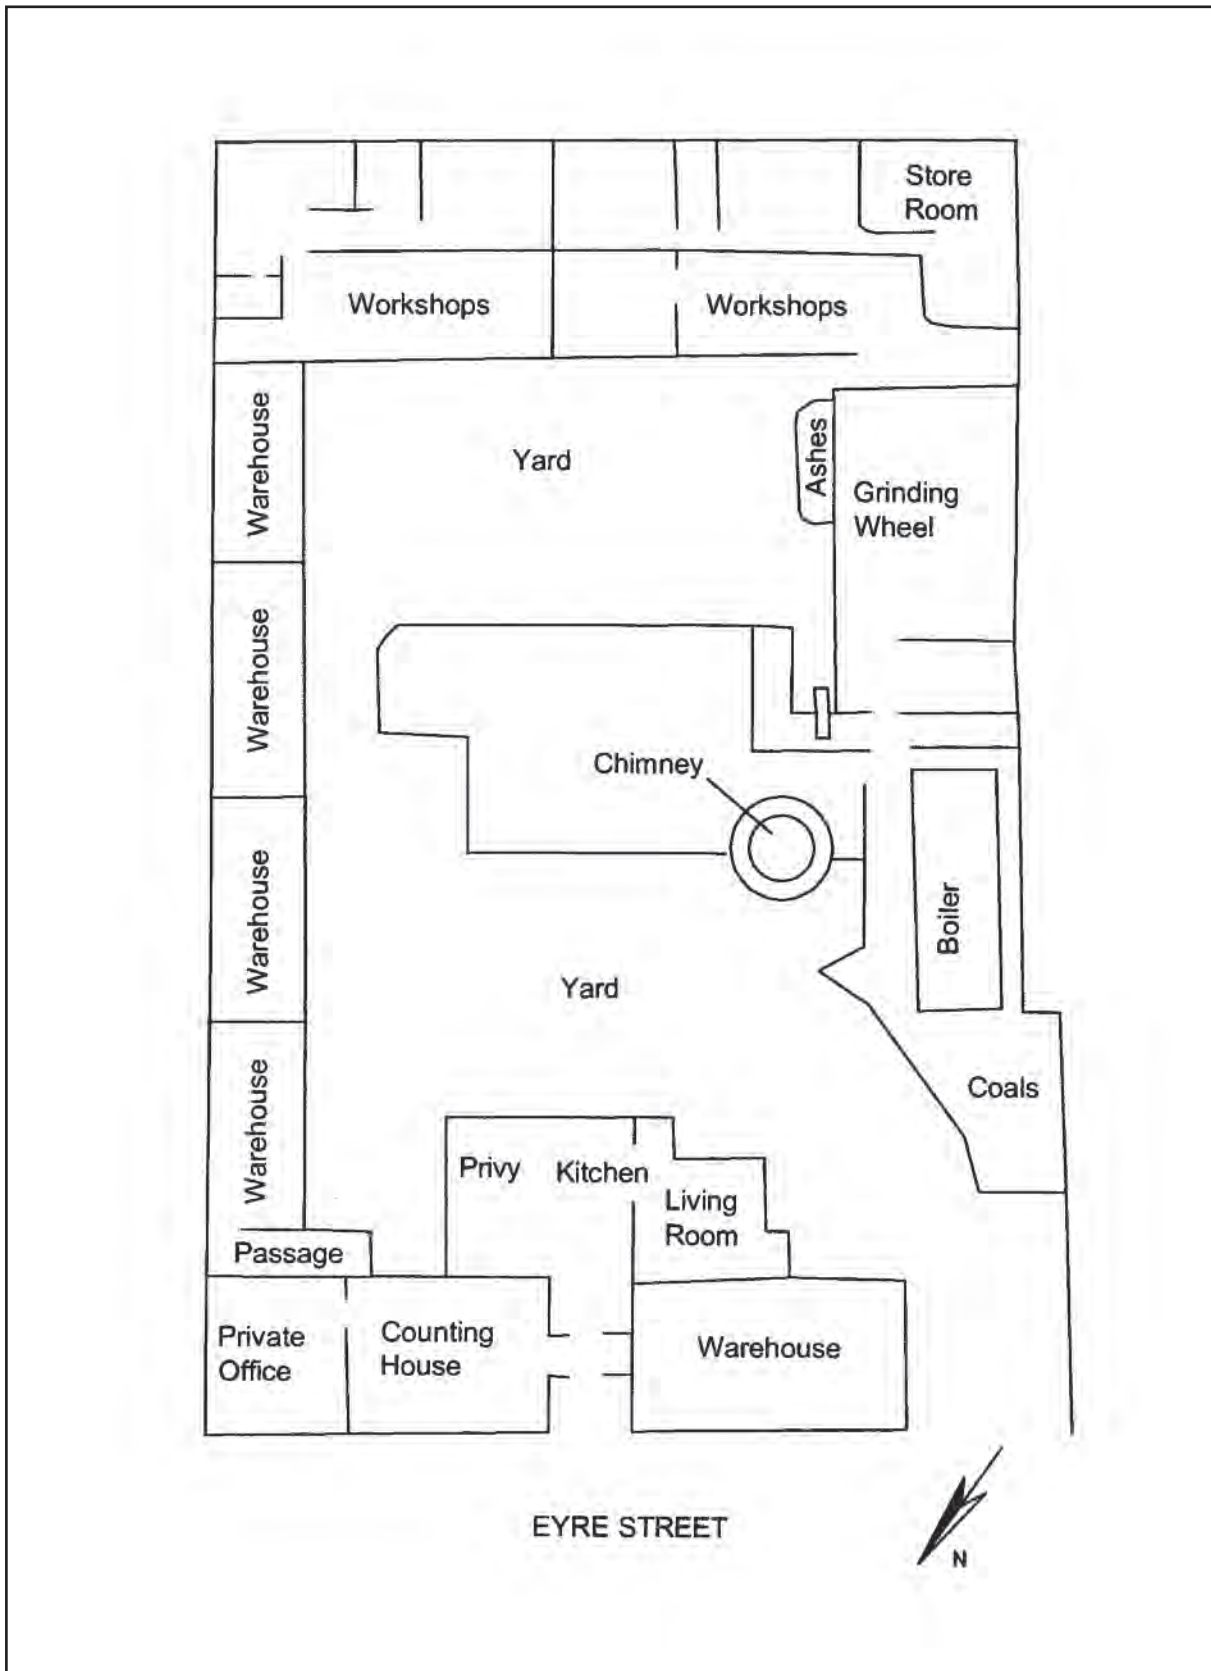 Store
Room
Workshops
Workshops
Warehouse
Yard
Ashes
Grinding
Wheel
Warehouse
Chimney
Warehouse
Boiler
Yard
Warehouse
Coals
Privy
Kitchen
Living
Room
Passage
Private
Office
Counting
House
Warehouse
EYRE STREET
N